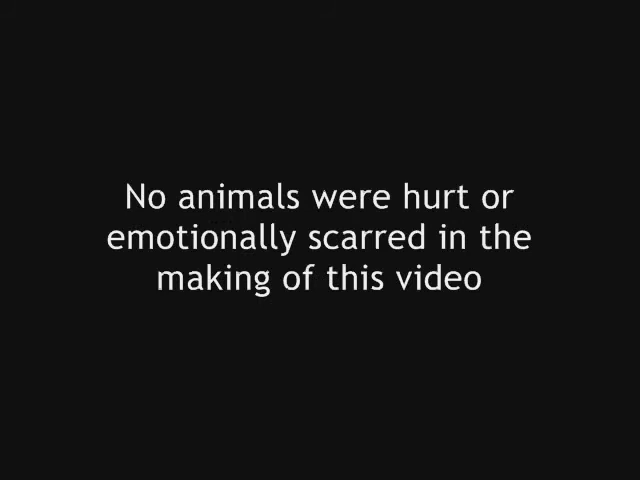 No animals were hurt or
emotionally scarred in the
making of this video